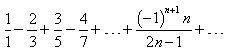 1/1 - 2/3 + 3/5 - 4/7 + ... + (-1)^{n+1} n/(2n-1) + ...